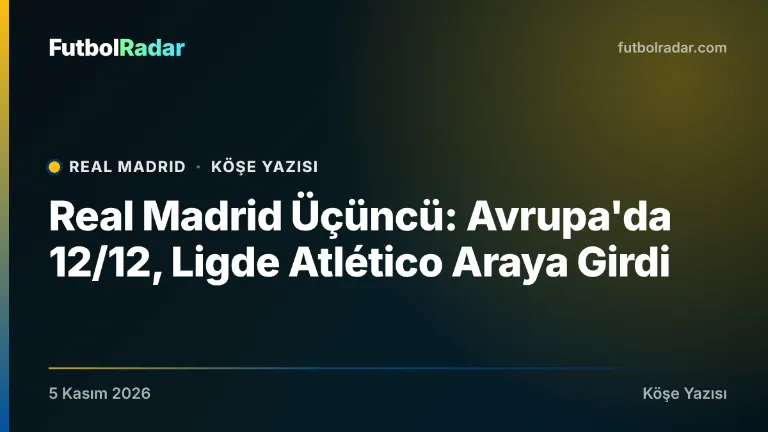 FutbolRadar
futbolradar.com
REAL MADRID · KÖŞE YAZISI
Real Madrid Üçüncü: Avrupa'da
12/12, Ligde Atlético Araya Girdi
5 Kasım 2026
Köşe Yazısı